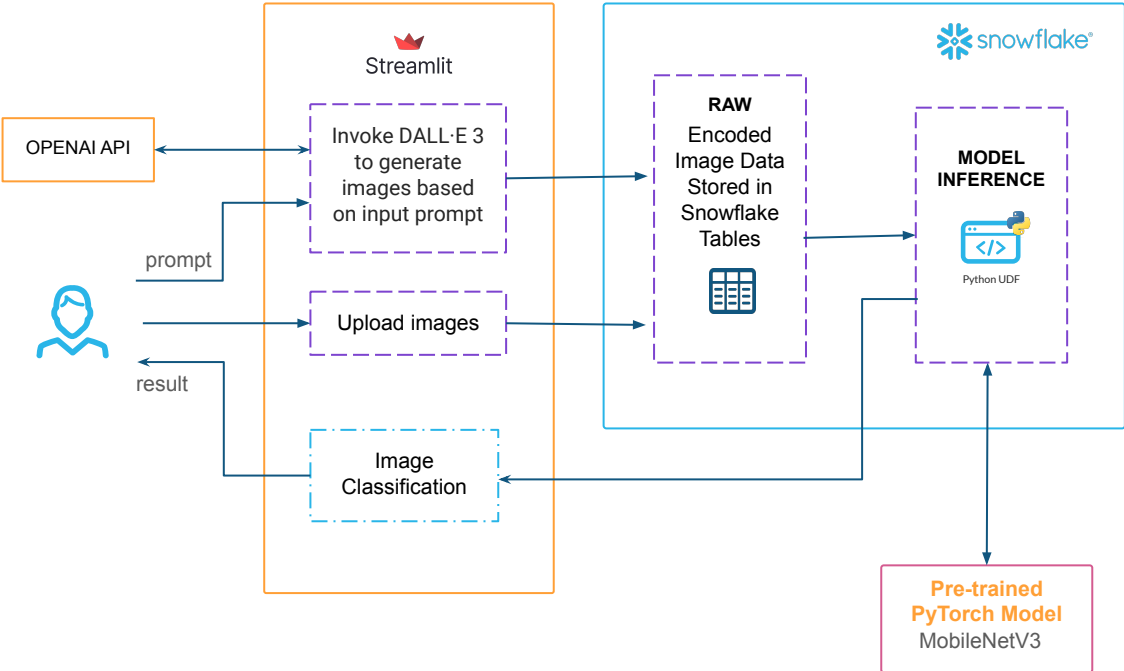 Streamlit
snowflake®
OPENAI API
Invoke DALL·E 3
to generate
images based
on input prompt
RAW
Encoded
Image Data
Stored in
Snowflake
Tables
MODEL
INFERENCE
</>
Python UDF
prompt
Upload images
result
Image
Classification
Pre-trained
PyTorch Model
MobileNetV3